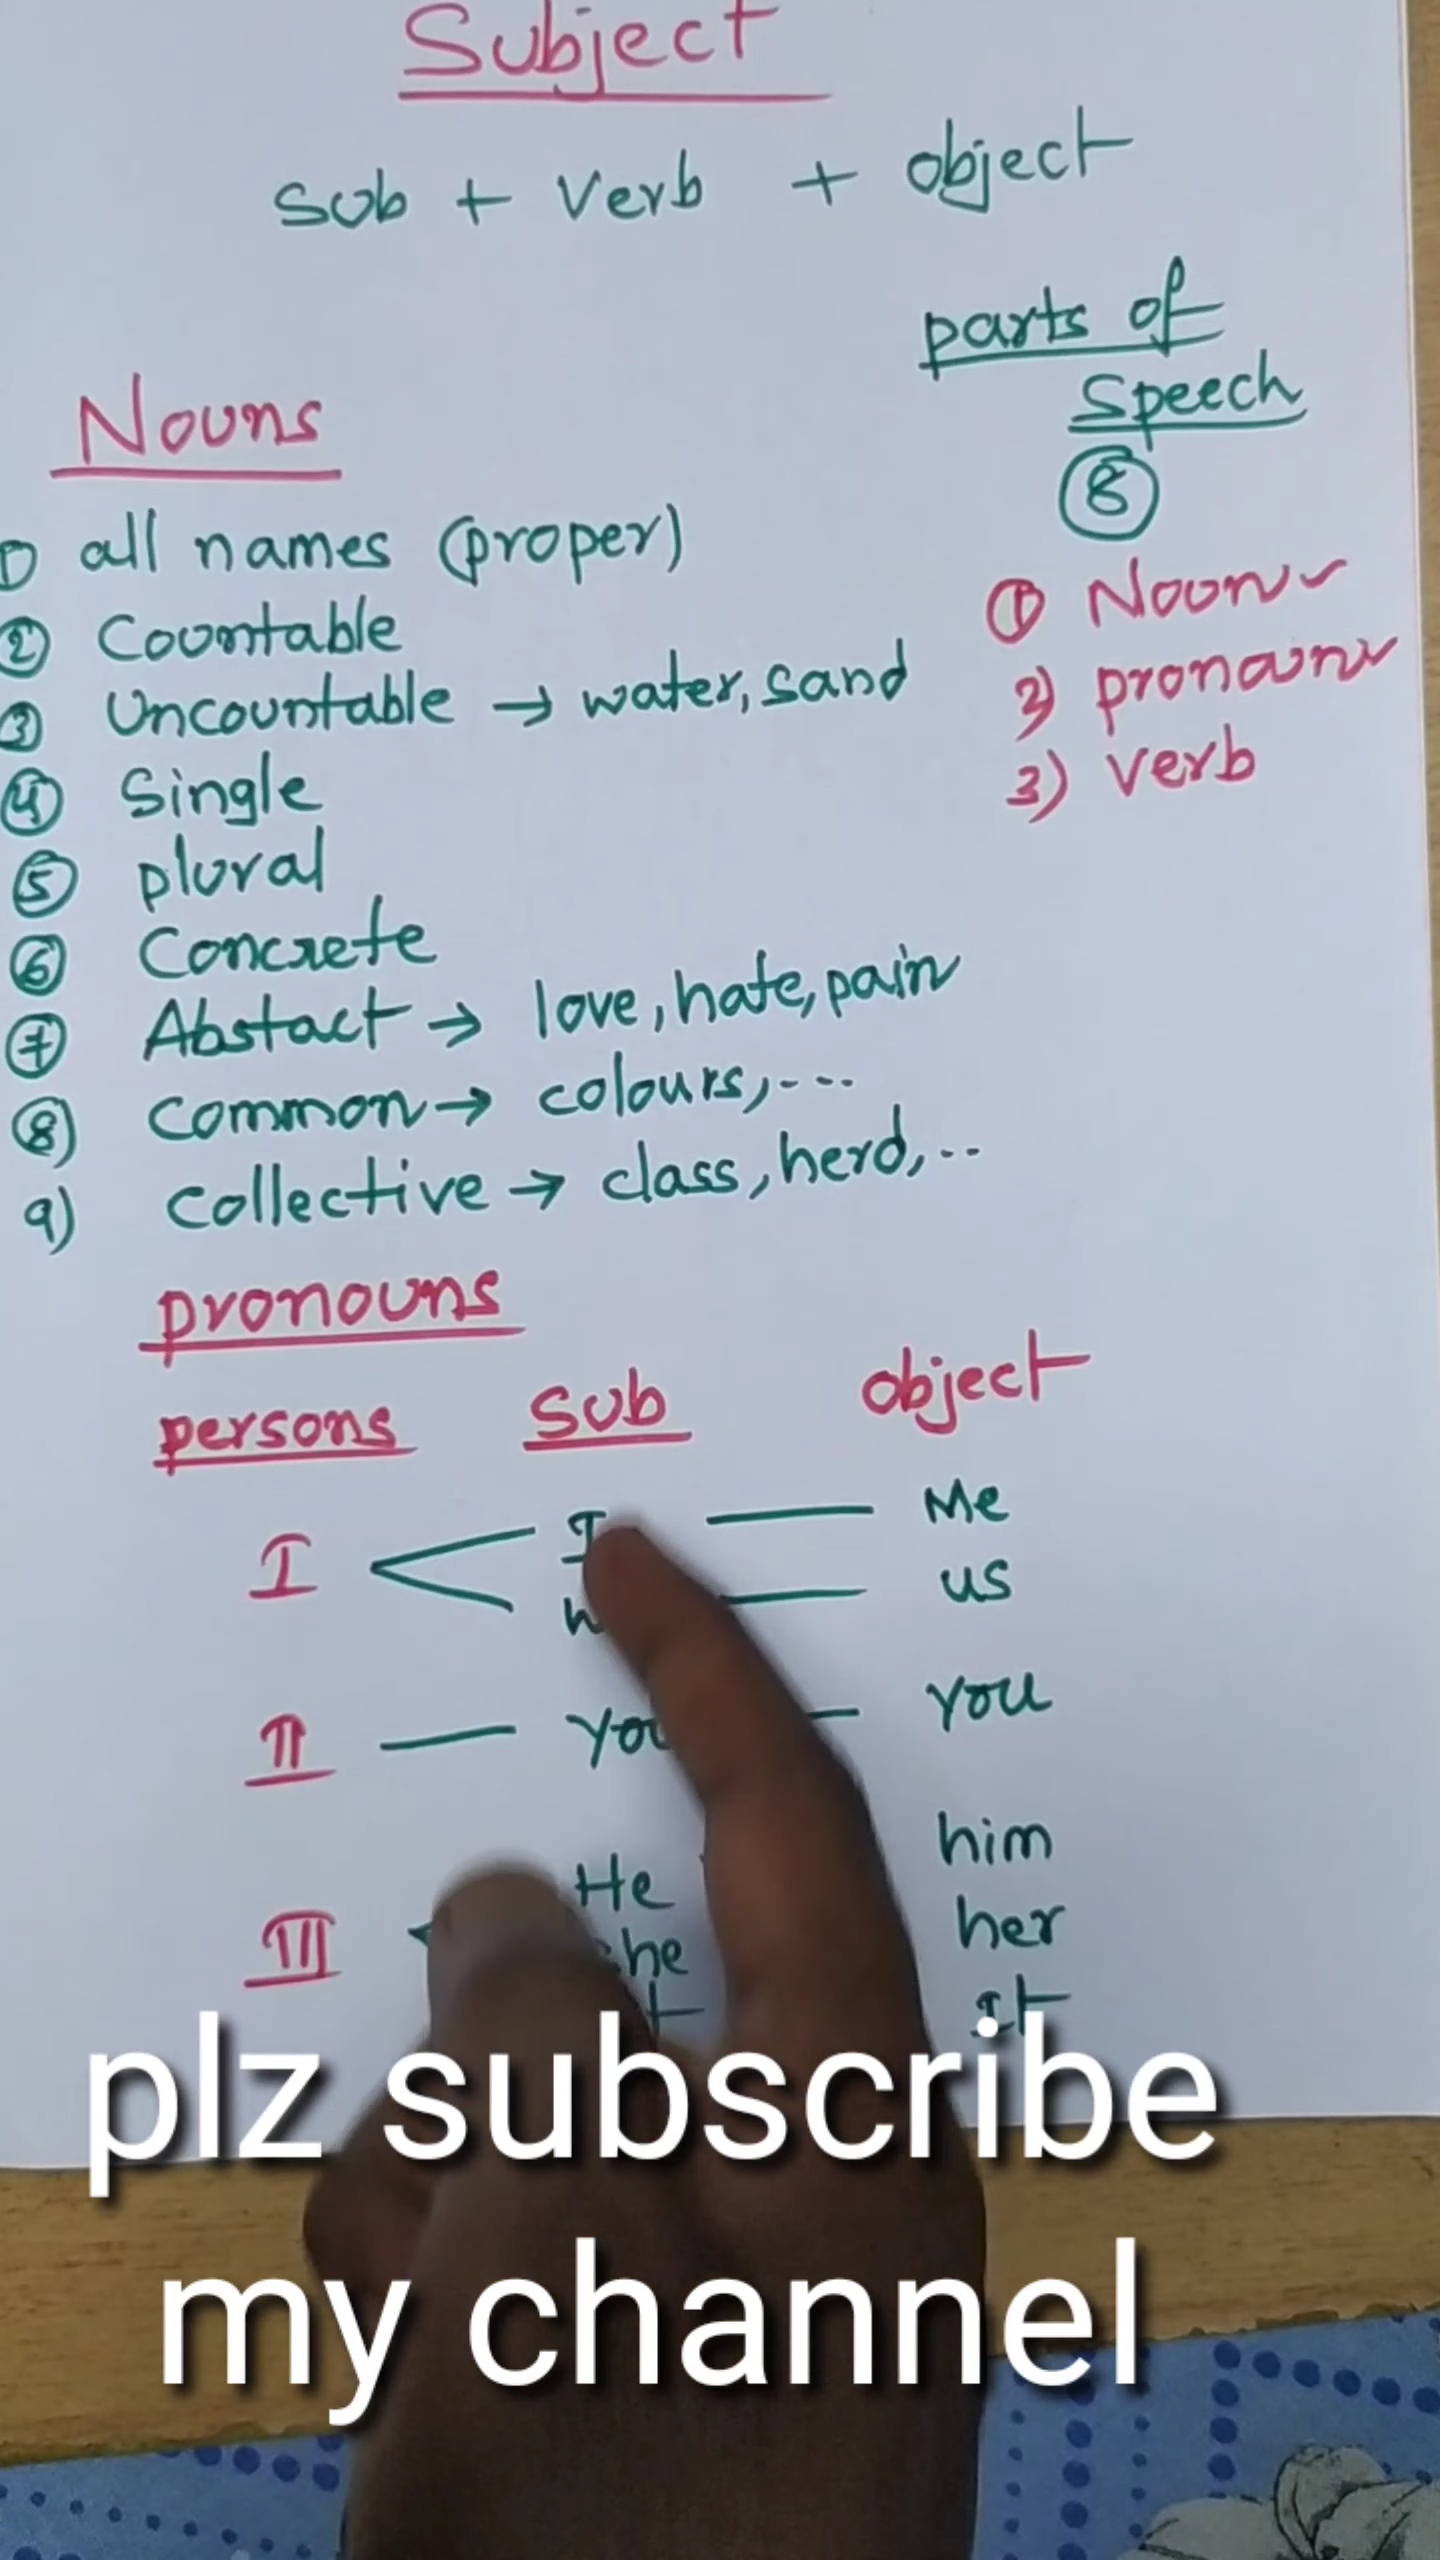 Subject
Sub + Verb + object
parts of
Speech
8
① Noun
2) pronoun
3) verb
Nouns
① all names (proper)
② Countable
③ Uncountable → water, sand
④ Single
⑤ plural
⑥ Concrete
⑦ Abstact → love, hate, pain
⑧ Common → colours, ---
9) Collective → class, herd, --
pronouns
persons Sub object
I I Me
us
II you you
III He him
her
It
plz subscribe
my channel